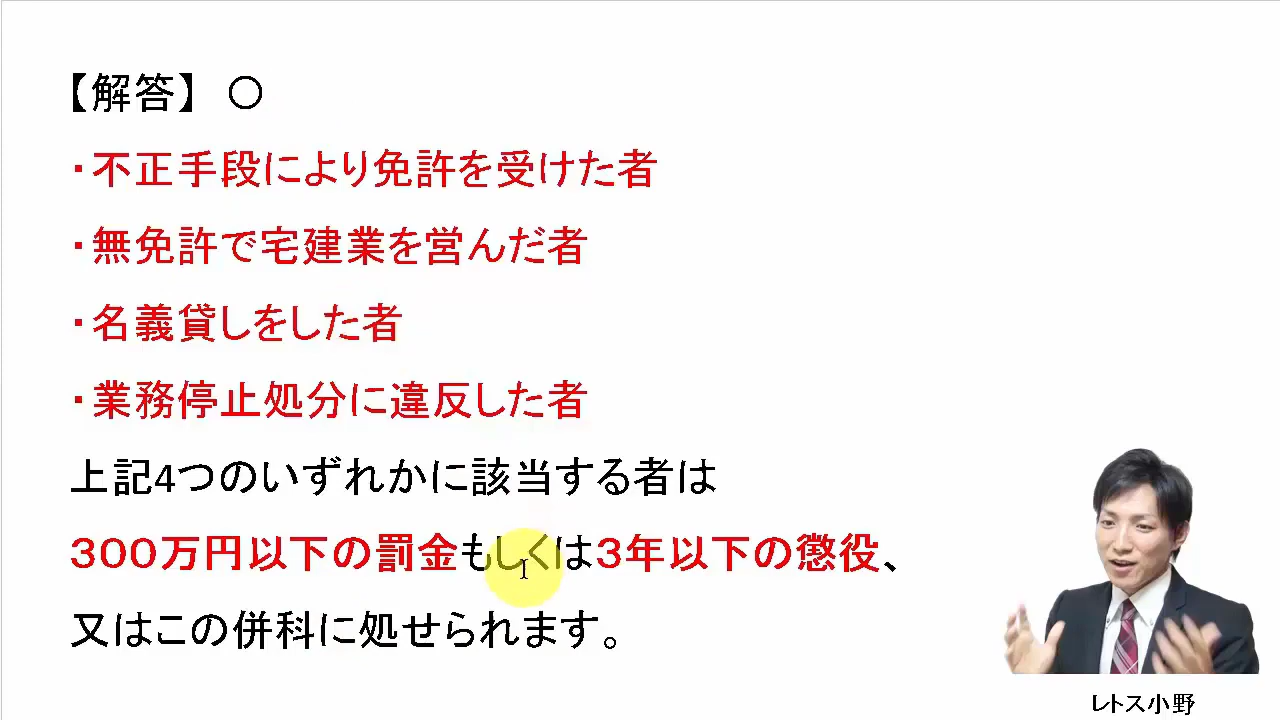 【解答】 ○
・不正手段により免許を受けた者
・無免許で宅建業を営んだ者
・名義貸しをした者
・業務停止処分に違反した者
上記4つのいずれかに該当する者は
３００万円以下の罰金もしくは３年以下の懲役、
又はこの併科に処せられます。
レトス小野